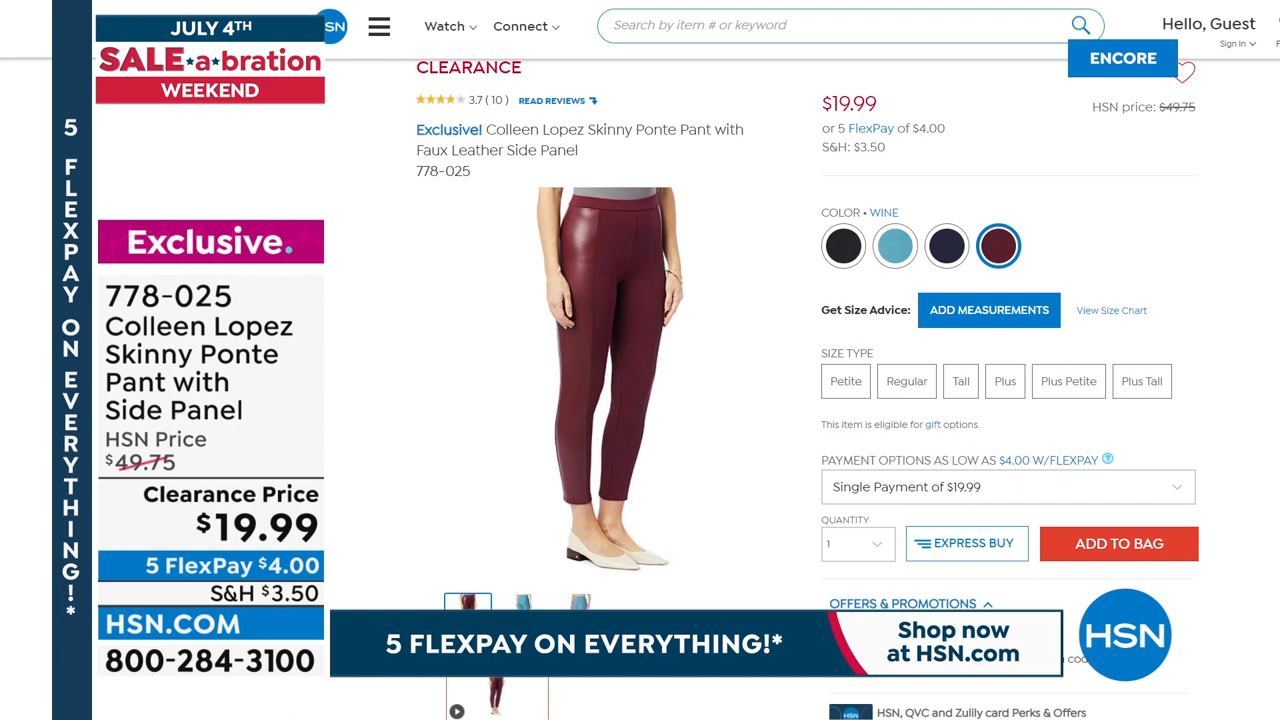 JULY 4TH
SALE★a★bration
WEEKEND
SN
Watch
Connect
Search by item # or keyword
Hello, Guest
Sign In
ENCORE
5 FLEXPAY ON EVERYTHING!*
CLEARANCE
3.7 ( 10 ) READ REVIEWS
Exclusive! Colleen Lopez Skinny Ponte Pant with
Faux Leather Side Panel
778-025
$19.99
HSN price: $49.75
or 5 FlexPay of $4.00
S&H: $3.50
COLOR • WINE
Get Size Advice: ADD MEASUREMENTS View Size Chart
SIZE TYPE
Petite Regular Tall Plus Plus Petite Plus Tall
This item is eligible for gift options.
PAYMENT OPTIONS AS LOW AS $4.00 W/FLEXPAY ?
Single Payment of $19.99
QUANTITY
1 EXPRESS BUY ADD TO BAG
OFFERS & PROMOTIONS
HSN, QVC and Zulily card Perks & Offers
Exclusive.
778-025
Colleen Lopez
Skinny Ponte
Pant with
Side Panel
HSN Price
$49.75
Clearance Price
$19.99
5 FlexPay $4.00
S&H $3.50
HSN.COM
800-284-3100
5 FLEXPAY ON EVERYTHING!*
Shop now
at HSN.com
HSN